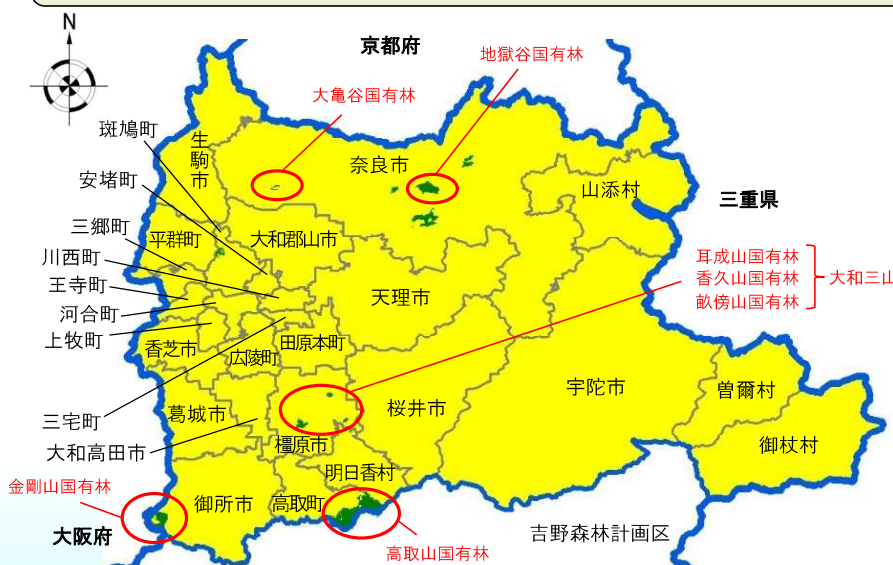 N
京都府
地獄谷国有林
大亀谷国有林
斑鳩町
生駒市
奈良市
安堵町
山添村
三重県
三郷町
平群町
大和郡山市
川西町
耳成山国有林
香久山国有林
畝傍山国有林
大和三山
王寺町
天理市
河合町
上牧町
香芝市
広陵町
田原本町
宇陀市
曽爾村
三宅町
葛城市
桜井市
大和高田市
橿原市
御杖村
明日香村
金剛山国有林
御所市
高取町
大阪府
吉野森林計画区
高取山国有林